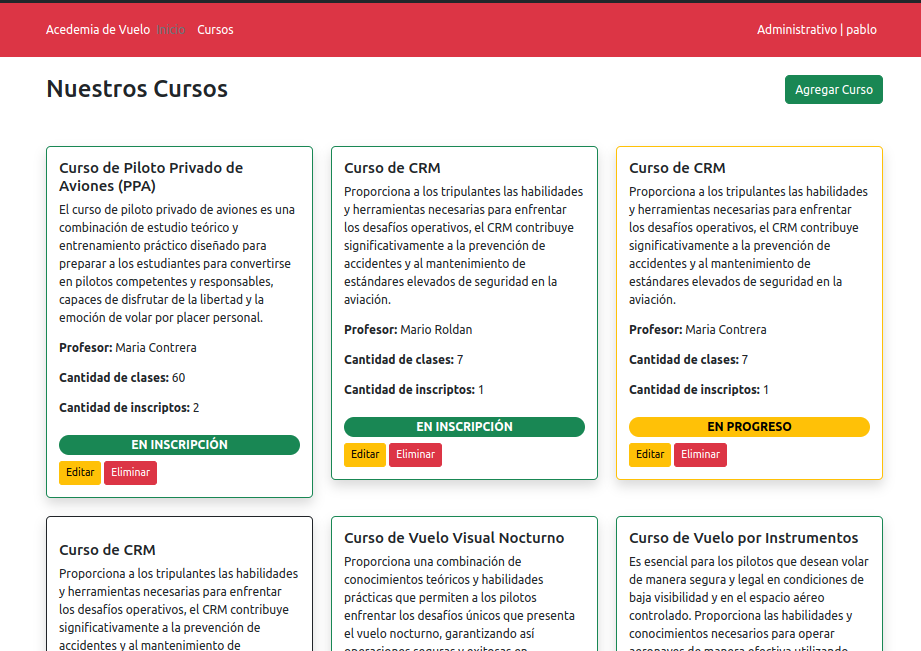 Acedemia de Vuelo Inicio Cursos Administrativo | pablo
Nuestros Cursos
Agregar Curso
Curso de Piloto Privado de
Aviones (PPA)
El curso de piloto privado de aviones es una
combinación de estudio teórico y
entrenamiento práctico diseñado para
preparar a los estudiantes para convertirse
en pilotos competentes y responsables,
capaces de disfrutar de la libertad y la
emoción de volar por placer personal.
Profesor: Maria Contrera
Cantidad de clases: 60
Cantidad de inscriptos: 2
EN INSCRIPCIÓN
Editar Eliminar
Curso de CRM
Proporciona a los tripulantes las habilidades
y herramientas necesarias para enfrentar
los desafíos operativos, el CRM contribuye
significativamente a la prevención de
accidentes y al mantenimiento de
estándares elevados de seguridad en la
aviación.
Profesor: Mario Roldan
Cantidad de clases: 7
Cantidad de inscriptos: 1
EN INSCRIPCIÓN
Editar Eliminar
Curso de CRM
Proporciona a los tripulantes las habilidades
y herramientas necesarias para enfrentar
los desafíos operativos, el CRM contribuye
significativamente a la prevención de
accidentes y al mantenimiento de
estándares elevados de seguridad en la
aviación.
Profesor: Maria Contrera
Cantidad de clases: 7
Cantidad de inscriptos: 1
EN PROGRESO
Editar Eliminar
Curso de CRM
Proporciona a los tripulantes las habilidades
y herramientas necesarias para enfrentar
los desafíos operativos, el CRM contribuye
significativamente a la prevención de
accidentes y al mantenimiento de
Curso de Vuelo Visual Nocturno
Proporciona una combinación de
conocimientos teóricos y habilidades
prácticas que permiten a los pilotos
enfrentar los desafíos únicos que presenta
el vuelo nocturno, garantizando así
operaciones seguras y exitosas en
Curso de Vuelo por Instrumentos
Es esencial para los pilotos que desean volar
de manera segura y legal en condiciones de
baja visibilidad y en el espacio aéreo
controlado. Proporciona las habilidades y
conocimientos necesarios para operar
aeronaves de manera efectiva utilizando